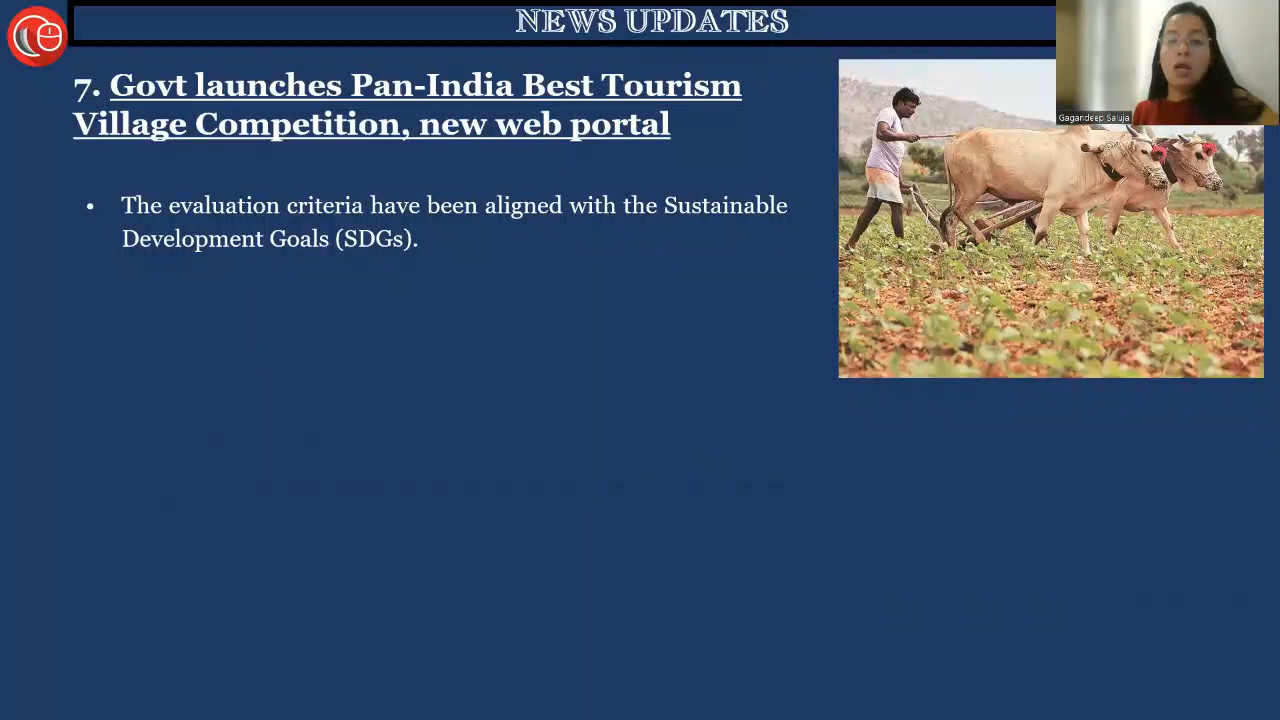 NEWS UPDATES
Gagandeep Saluja
7. Govt launches Pan-India Best Tourism
Village Competition, new web portal
• The evaluation criteria have been aligned with the Sustainable
Development Goals (SDGs).